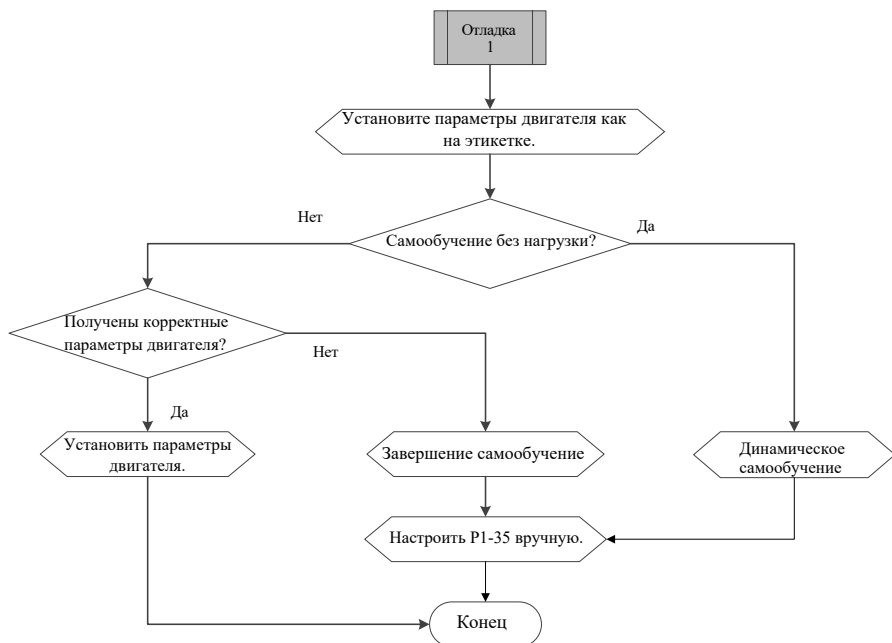 Отладка
1
Установите параметры двигателя как
на этикетке.
Нет
Да
Самообучение без нагрузки?
Получены корректные
параметры двигателя?
Нет
Да
Установить параметры
двигателя.
Завершение самообучение
Динамическое
самообучение
Настроить P1-35 вручную.
Конец